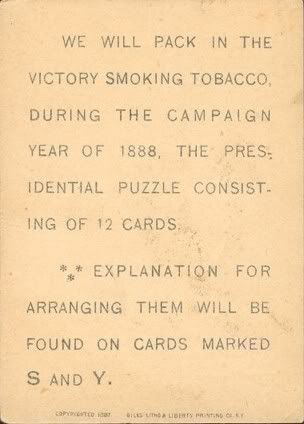 WE WILL PACK IN THE
VICTORY SMOKING TOBACCO,
DURING THE CAMPAIGN
YEAR OF 1888, THE PRES-
IDENTIAL PUZZLE CONSIST-
ING OF 12 CARDS.
*** EXPLANATION FOR
ARRANGING THEM WILL BE
FOUND ON CARDS MARKED
S AND Y.
COPYRIGHTED 1887 GILES LITHO & LIBERTY PRINTING CO. N.Y.